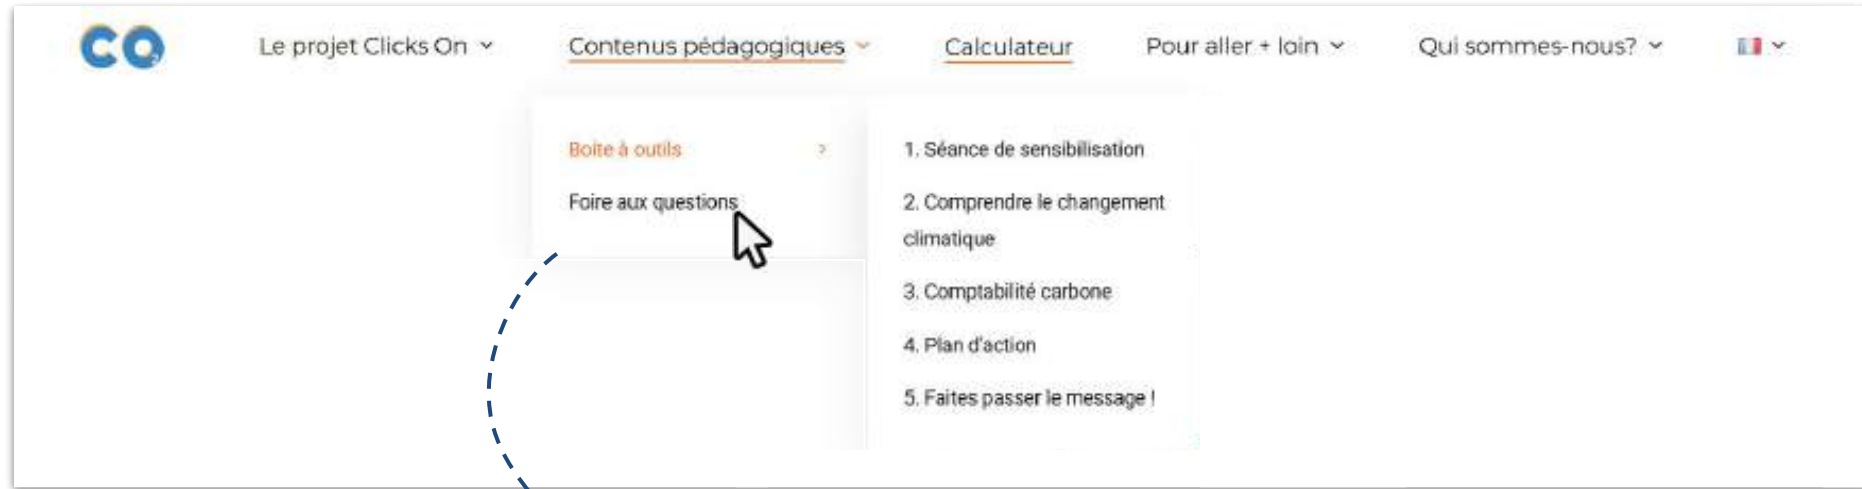 CO2
Le projet Clicks On
Contenus pédagogiques
Calculateur
Pour aller + loin
Qui sommes-nous?
Boite à outils
Foire aux questions
1. Séance de sensibilisation
2. Comprendre le changement
climatique
3. Comptabilité carbone
4. Plan d'action
5. Faites passer le message !